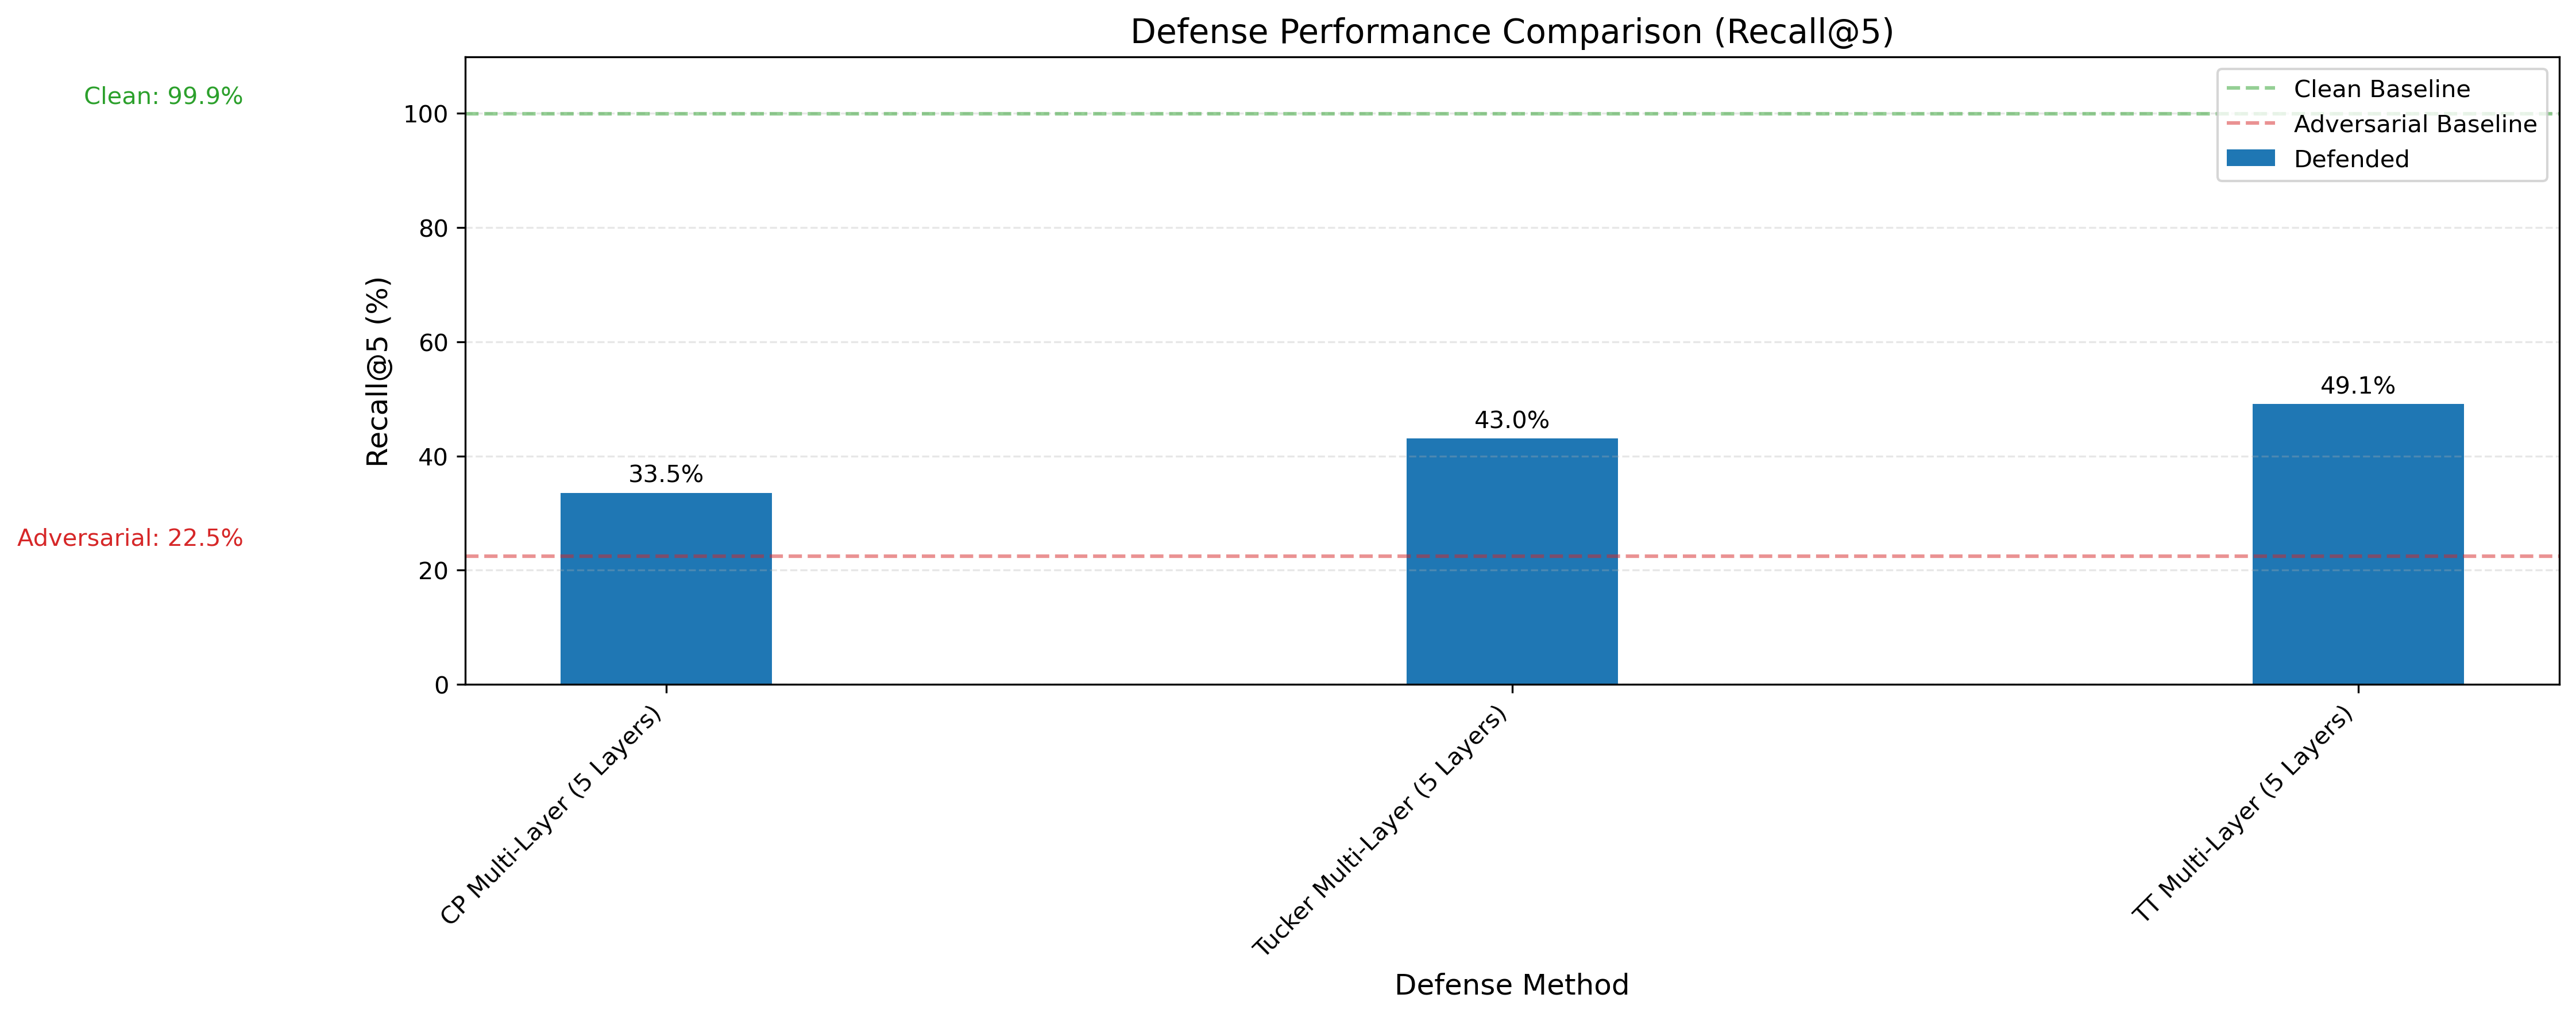 Defense Performance Comparison (Recall@5)
Clean: 99.9%
Adversarial: 22.5%
Recall@5 (%)
100
80
60
40
20
0
Clean Baseline
Adversarial Baseline
Defended
33.5%
43.0%
49.1%
CP Multi-Layer (5 Layers)
Tucker Multi-Layer (5 Layers)
TT Multi-Layer (5 Layers)
Defense Method